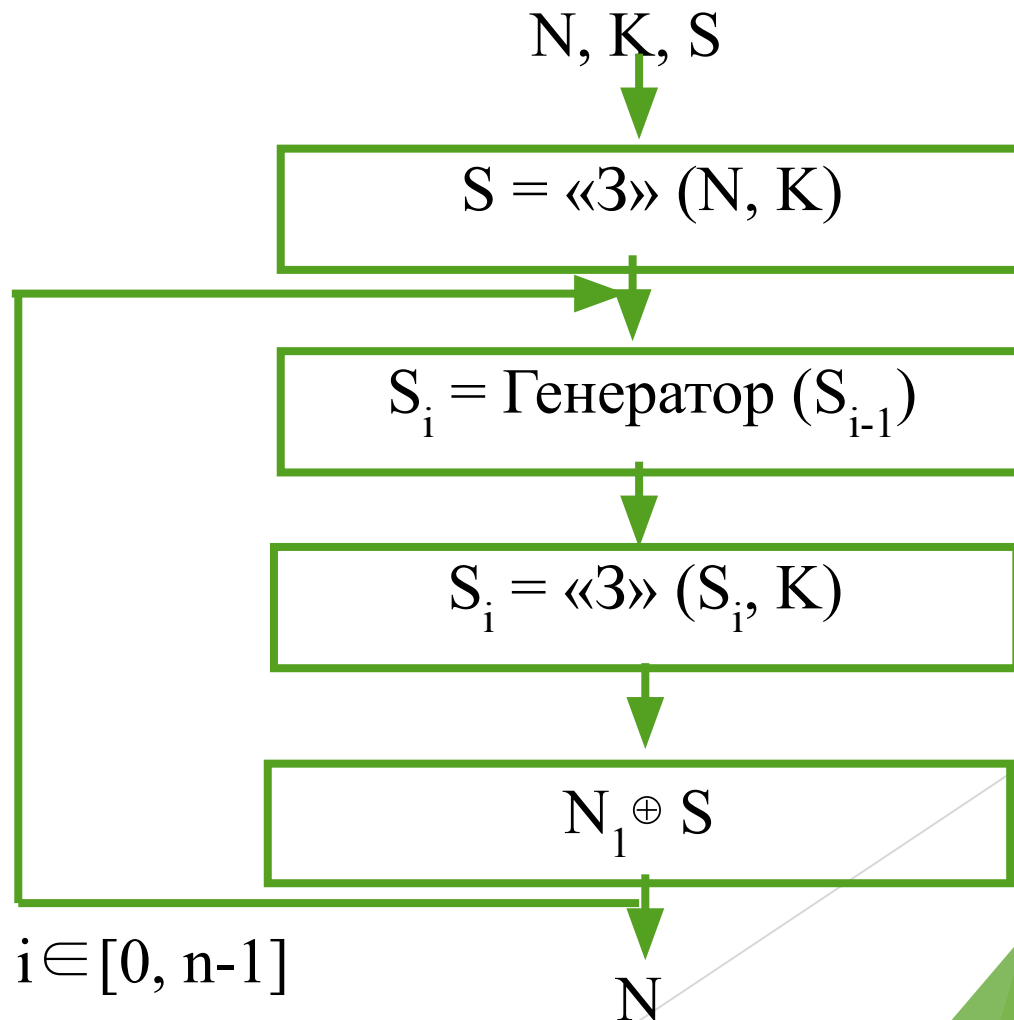 N, K, S
S = «З» (N, K)
Sᵢ = Генератор (Sᵢ₋₁)
Sᵢ = «З» (Sᵢ, K)
N₁⊕ S
i∈[0, n-1]
N